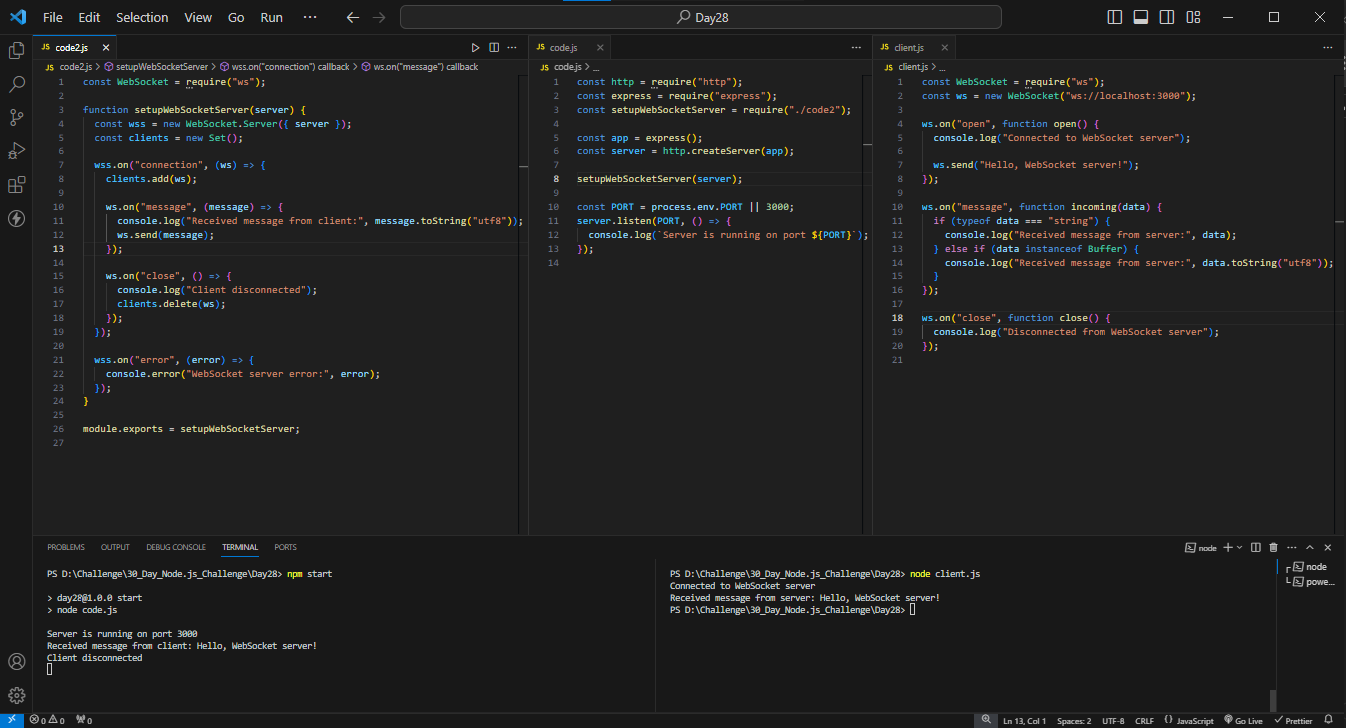 File Edit Selection View Go Run ··· Day28
JS code2.js
JS code2.js > setupWebSocketServer > wss.on("connection") callback > ws.on("message") callback
1 const WebSocket = require("ws");
2
3 function setupWebSocketServer(server) {
4 const wss = new WebSocket.Server({ server });
5 const clients = new Set();
6
7 wss.on("connection", (ws) => {
8 clients.add(ws);
9
10 ws.on("message", (message) => {
11 console.log("Received message from client:", message.toString("utf8"));
12 ws.send(message);
13 });
14
15 ws.on("close", () => {
16 console.log("Client disconnected");
17 clients.delete(ws);
18 });
19 });
20
21 wss.on("error", (error) => {
22 console.error("WebSocket server error:", error);
23 });
24 }
25
26 module.exports = setupWebSocketServer;
27
JS code.js
JS code.js > ...
1 const http = require("http");
2 const express = require("express");
3 const setupWebSocketServer = require("./code2");
4
5 const app = express();
6 const server = http.createServer(app);
7
8 setupWebSocketServer(server);
9
10 const PORT = process.env.PORT || 3000;
11 server.listen(PORT, () => {
12 console.log(`Server is running on port ${PORT}`);
13 });
14
JS client.js
JS client.js > ...
1 const WebSocket = require("ws");
2 const ws = new WebSocket("ws://localhost:3000");
3
4 ws.on("open", function open() {
5 console.log("Connected to WebSocket server");
6
7 ws.send("Hello, WebSocket server!");
8 });
9
10 ws.on("message", function incoming(data) {
11 if (typeof data === "string") {
12 console.log("Received message from server:", data);
13 } else if (data instanceof Buffer) {
14 console.log("Received message from server:", data.toString("utf8"));
15 }
16 });
17
18 ws.on("close", function close() {
19 console.log("Disconnected from WebSocket server");
20 });
21
PROBLEMS OUTPUT DEBUG CONSOLE TERMINAL PORTS
node
PS D:\Challenge\30_Day_Node.js_Challenge\Day28> npm start
> day28@1.0.0 start
> node code.js
Server is running on port 3000
Received message from client: Hello, WebSocket server!
Client disconnected
PS D:\Challenge\30_Day_Node.js_Challenge\Day28> node client.js
Connected to WebSocket server
Received message from server: Hello, WebSocket server!
PS D:\Challenge\30_Day_Node.js_Challenge\Day28>
node
powe...
0 0 0
Ln 13, Col 1 Spaces: 2 UTF-8 CRLF {} JavaScript Go Live Prettier